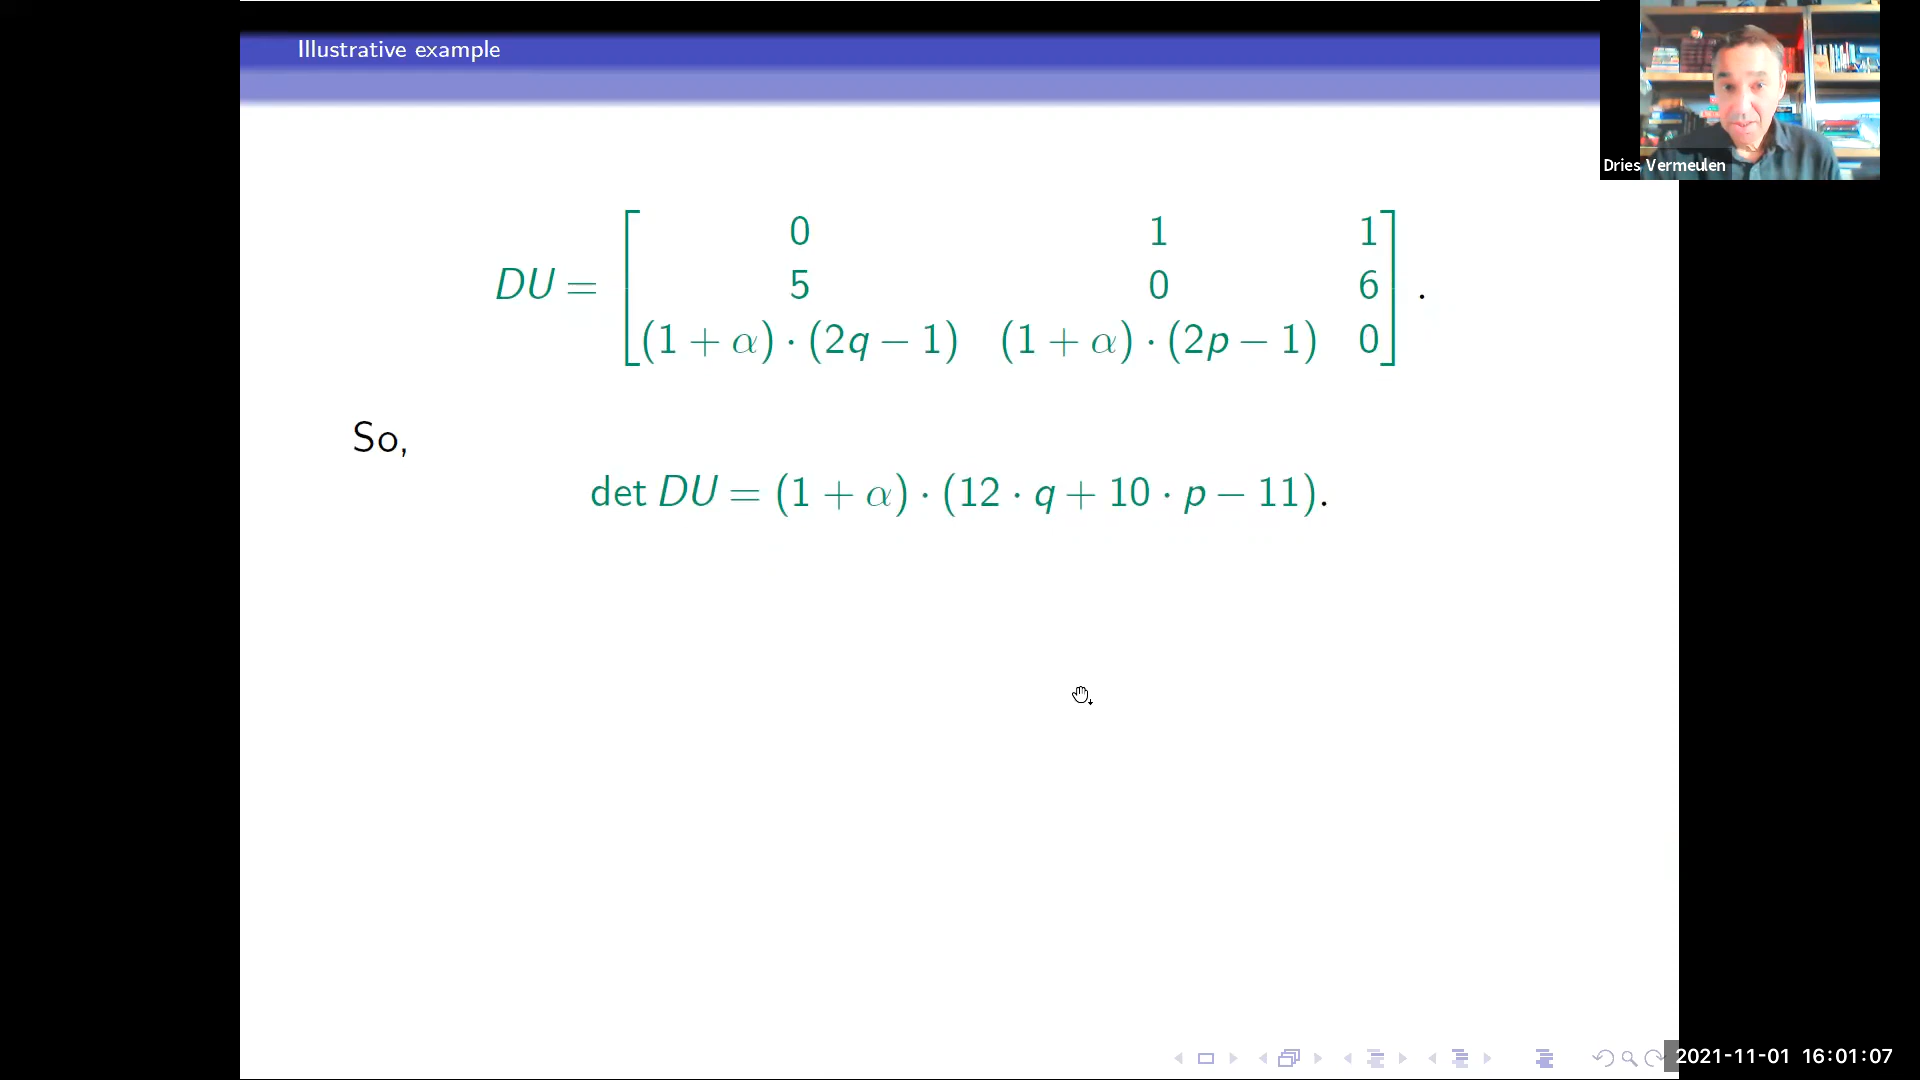 Illustrative example
Dries Vermeulen
0 1 1
DU = 5 0 6 .
(1 + α) · (2q − 1) (1 + α) · (2p − 1) 0
So,
det DU = (1 + α) · (12 · q + 10 · p − 11).
2021-11-01 16:01:07